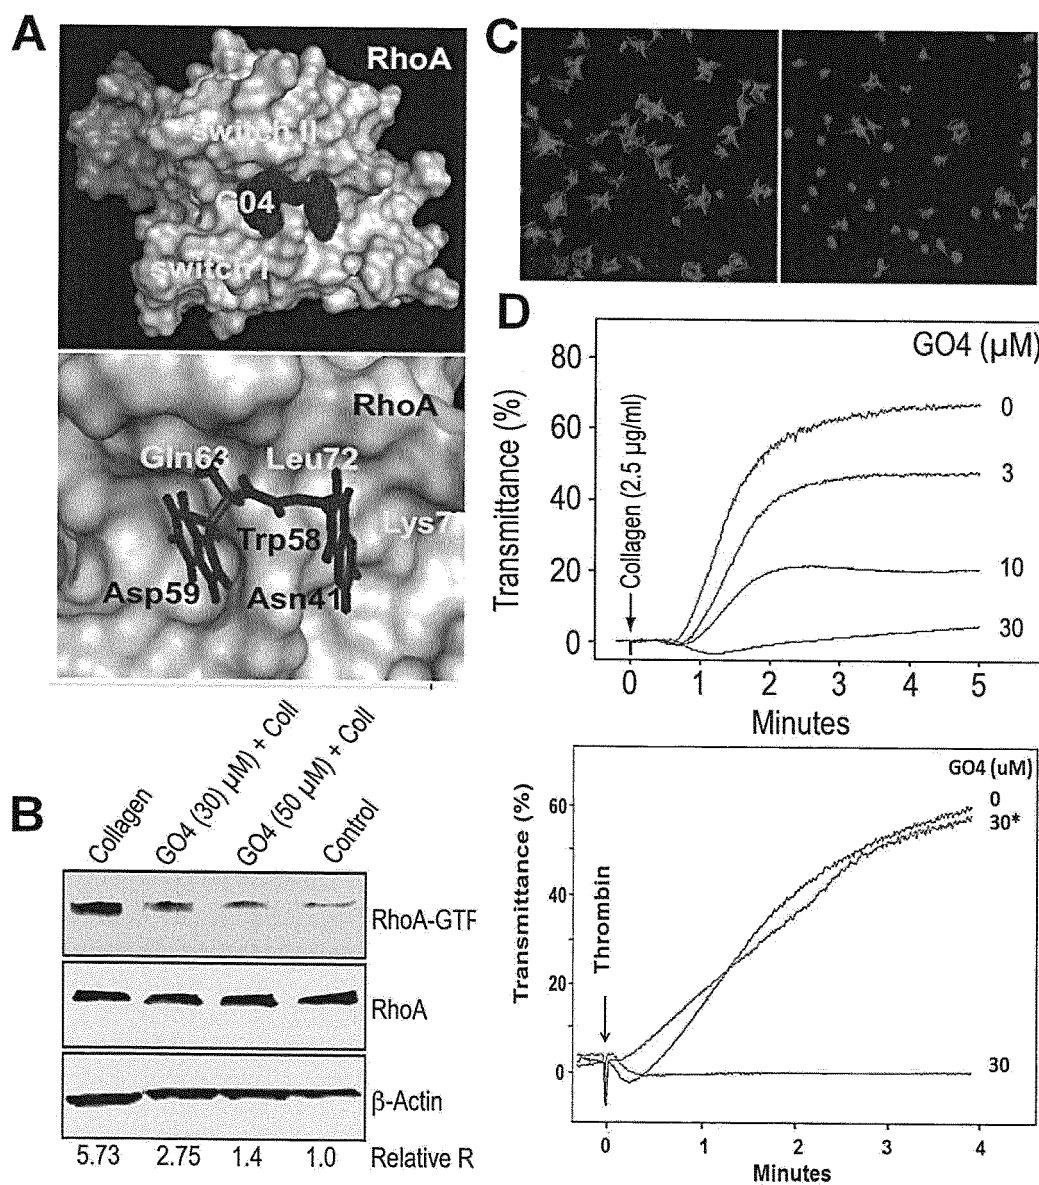 A
RhoA
switch II
G04
switch I
RhoA
Gln63
Leu72
Lys7
Trp58
Asp59
Asn41
B
Collagen
GO4 (30) µM) + Coll
GO4 (50 µM) + Coll
Control
RhoA-GTF
RhoA
β-Actin
5.73 2.75 1.4 1.0 Relative R
C
D
GO4 (µM)
Transmittance (%)
80
60
40
20
0
Collagen (2.5 µg/ml)
0
3
10
30
0 1 2 3 4 5
Minutes
GO4 (uM)
Transmittance (%)
60
40
20
0
Thrombin
0
30*
30
0 1 2 3 4
Minutes